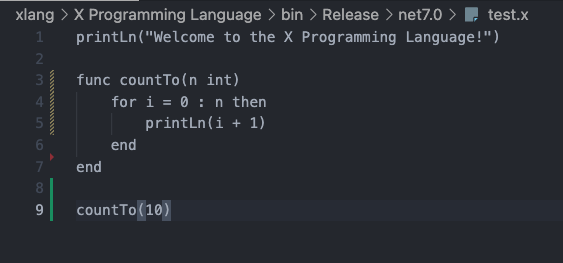 xlang > X Programming Language > bin > Release > net7.0 > test.x
1 printLn("Welcome to the X Programming Language!")
2
3 func countTo(n int)
4 for i = 0 : n then
5 printLn(i + 1)
6 end
7 end
8
9 countTo(10)